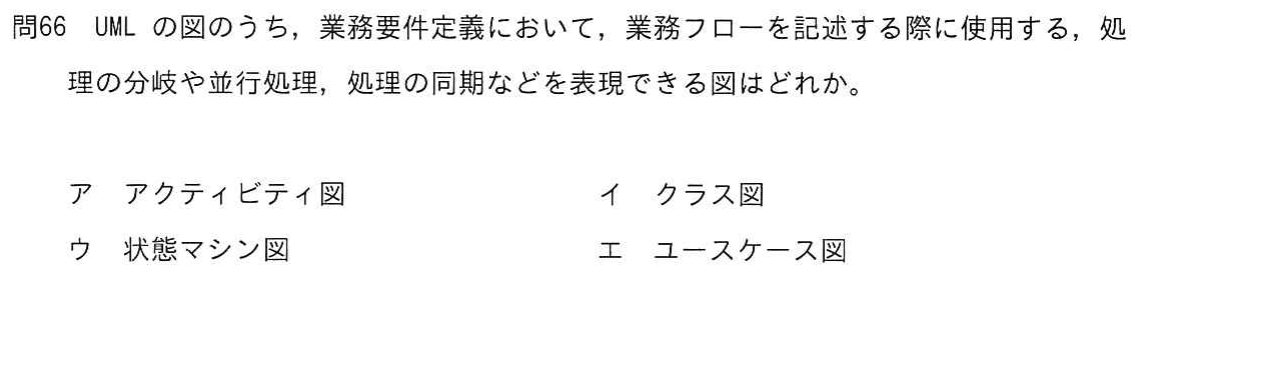 問66 UML の図のうち，業務要件定義において，業務フローを記述する際に使用する，処
理の分岐や並行処理，処理の同期などを表現できる図はどれか。
ア アクティビティ図 イ クラス図
ウ 状態マシン図 エ ユースケース図